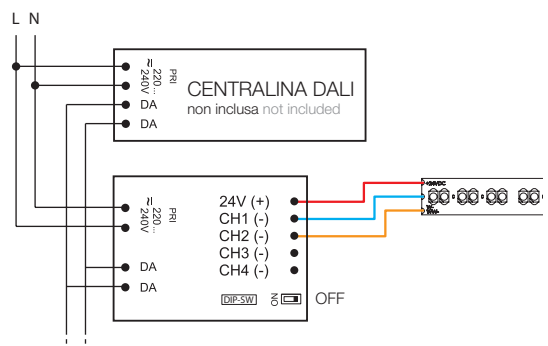 L N
≂ 220... 240V
PRI
DA
DA
CENTRALINA DALI
non inclusa not included
≂ 220... 240V
PRI
DA
DA
24V (+)
CH1 (-)
CH2 (-)
CH3 (-)
CH4 (-)
DIP-SW
ON
OFF
+24VDC